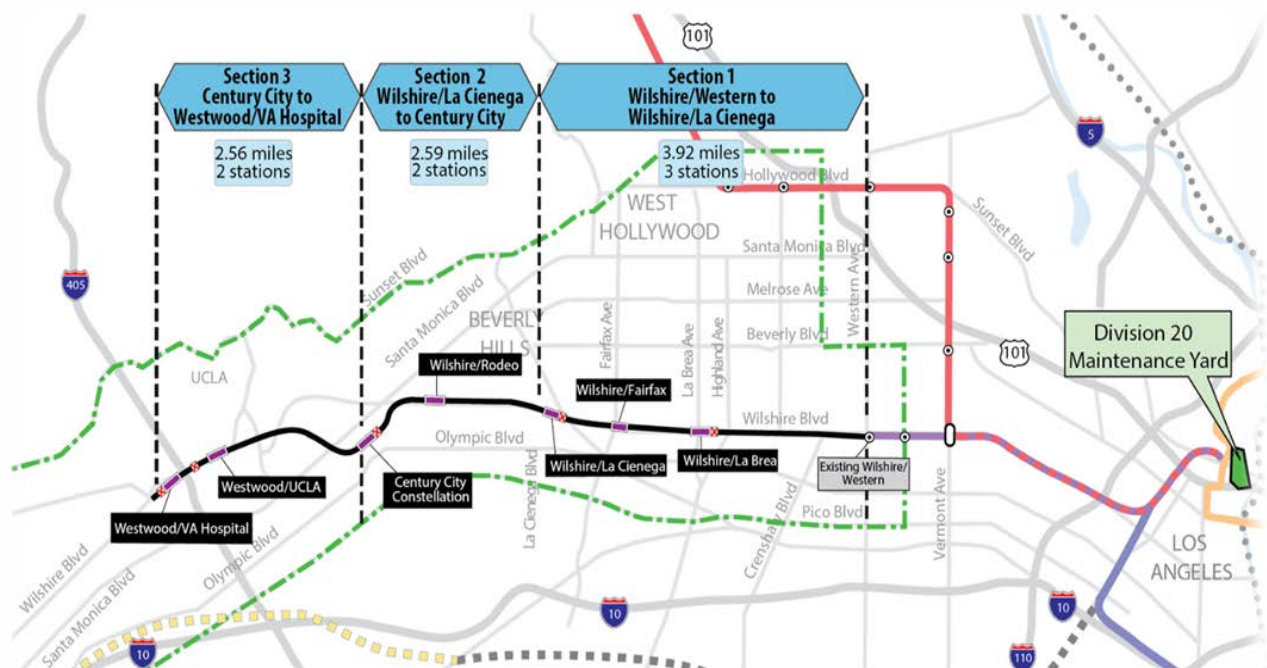 101
Section 3
Century City to
Westwood/VA Hospital
Section 2
Wilshire/La Cienega
to Century City
Section 1
Wilshire/Western to
Wilshire/La Cienega
2.56 miles
2 stations
2.59 miles
2 stations
3.92 miles
3 stations
5
Hollywood Blvd
WEST
HOLLYWOOD
Sunset Blvd
Santa Monica Blvd
Sunset Blvd
405
Melrose Ave
Western Ave
Santa Monica Blvd
BEVERLY
HILLS
Fairfax Ave
La Brea Ave
Highland Ave
Beverly Blvd
Division 20
Maintenance Yard
101
UCLA
Wilshire/Rodeo
Wilshire/Fairfax
Wilshire Blvd
Olympic Blvd
Wilshire/La Cienega
Wilshire/La Brea
Existing Wilshire/
Western
Westwood/UCLA
Century City
Constellation
La Cienega Blvd
Crenshaw Blvd
Pico Blvd
Vermont Ave
Westwood/VA Hospital
Wilshire Blvd
Santa Monica Blvd
Olympic Blvd
LOS
ANGELES
10
10
10
110